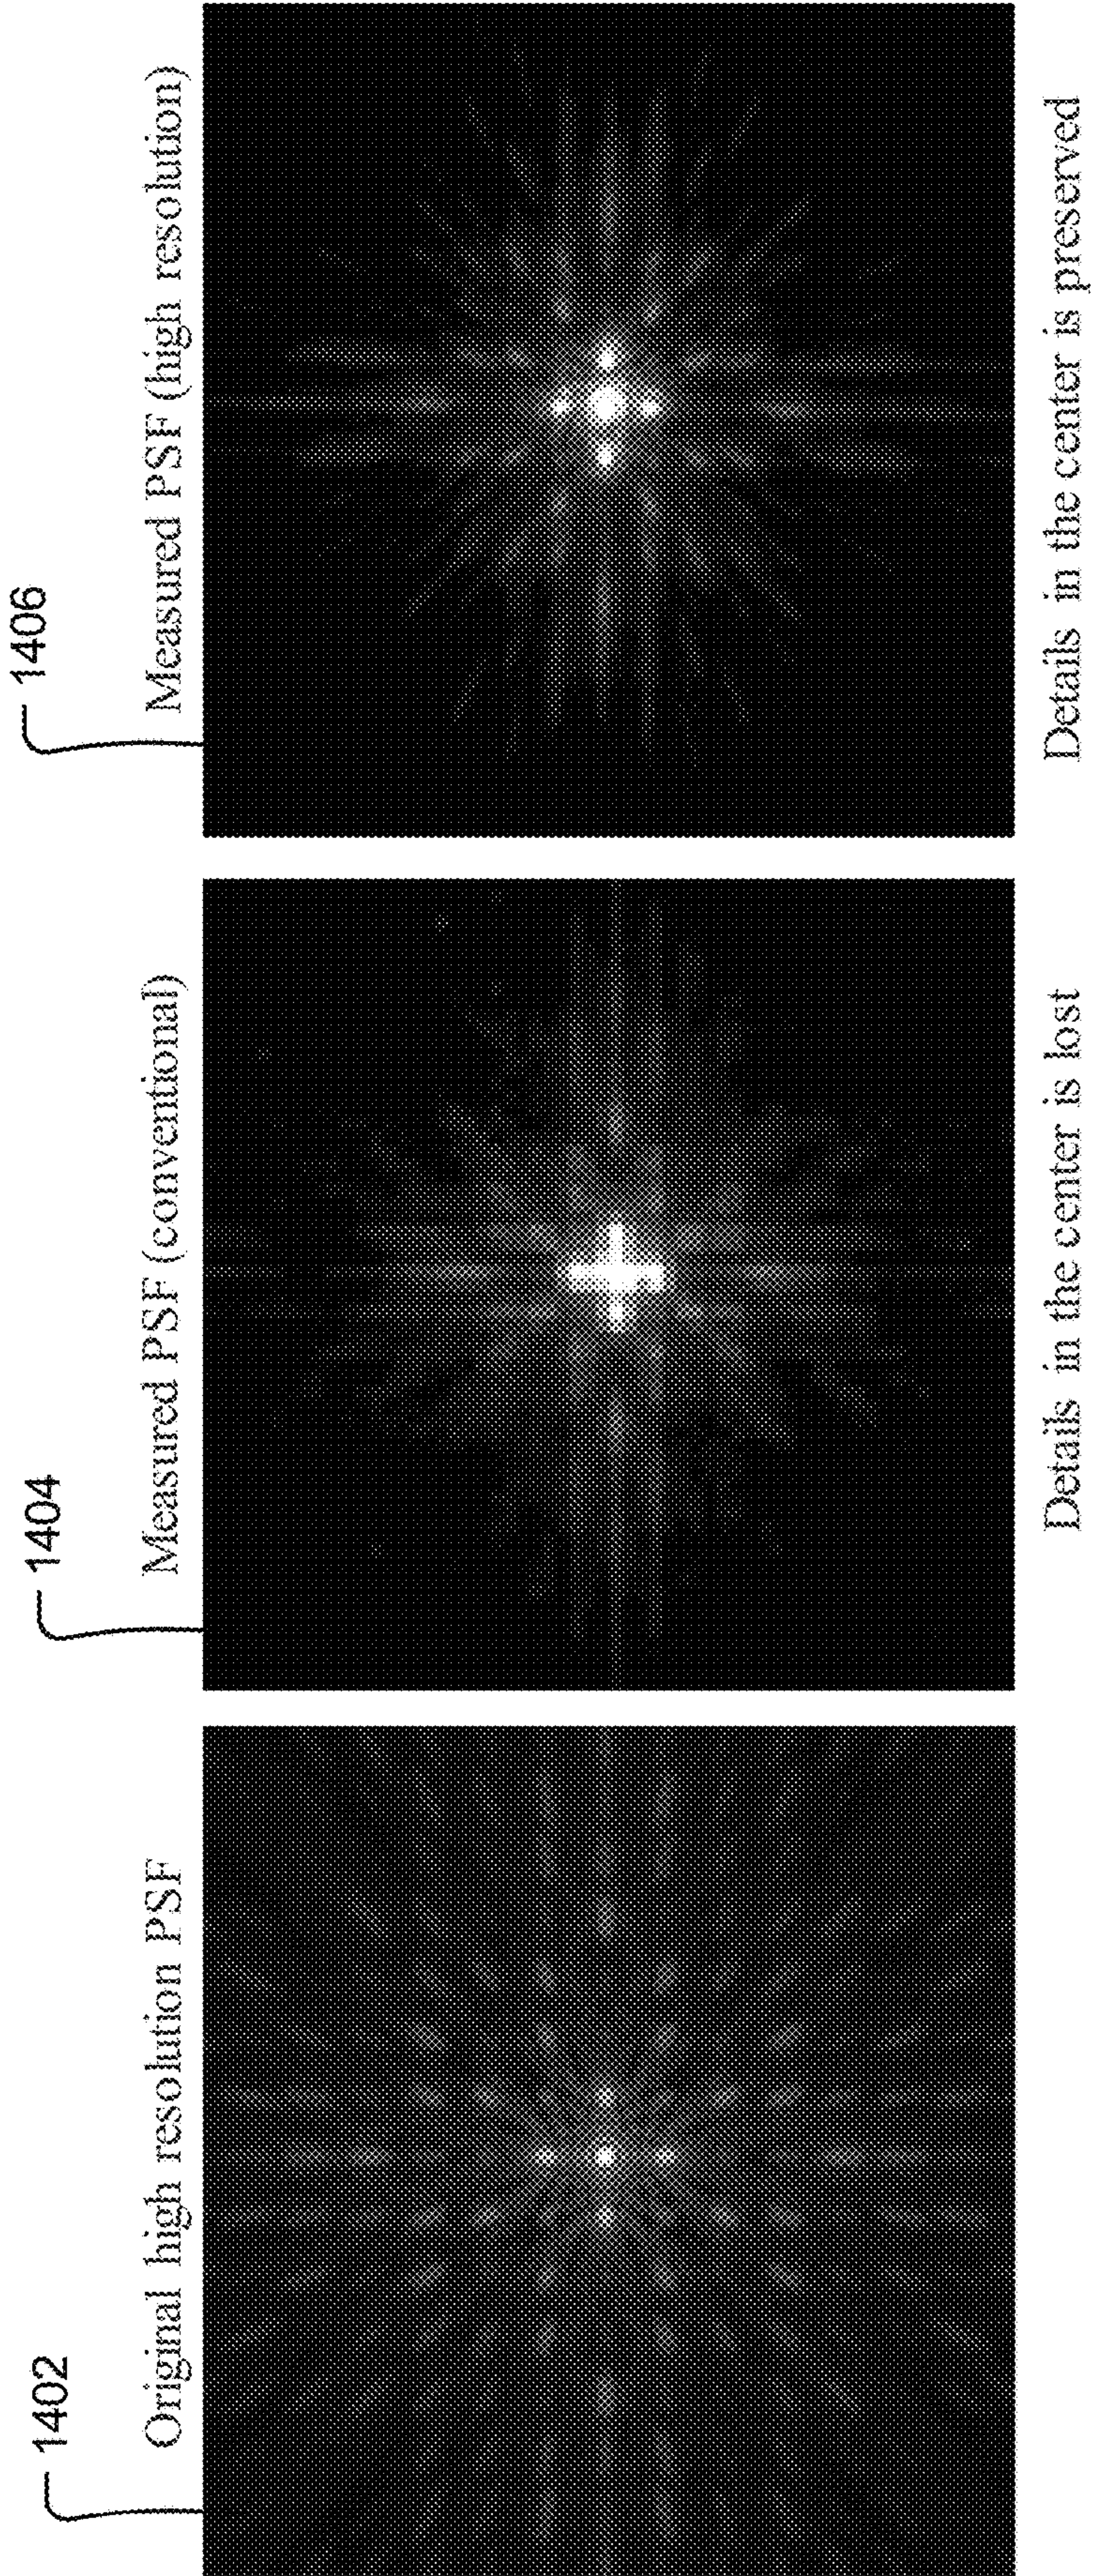 1402
Original high resolution PSF
1404
Measured PSF (conventional)
Details in the center is lost
1406
Measured PSF (high resolution)
Details in the center is preserved